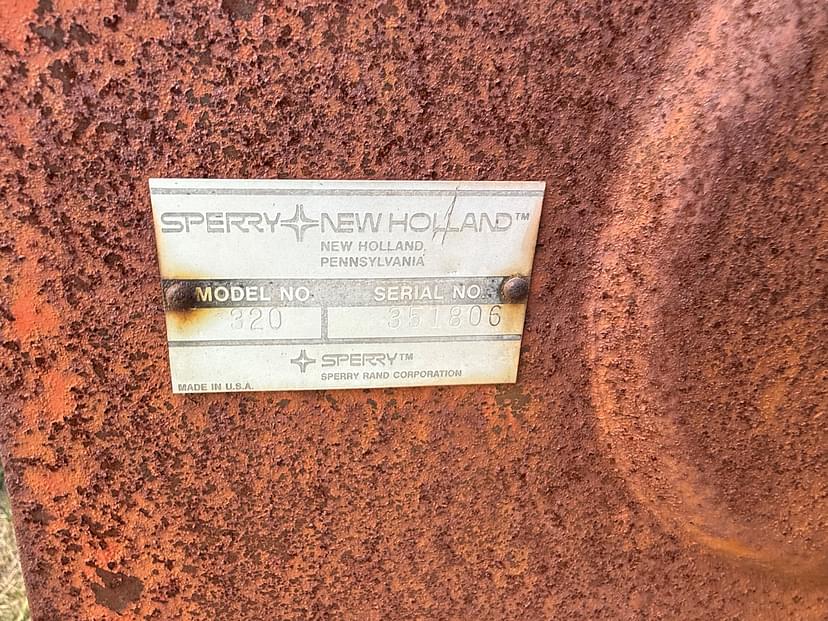 SPERRY NEW HOLLAND™
NEW HOLLAND,
PENNSYLVANIA
MODEL NO. SERIAL NO.
320 351806
SPERRY™
SPERRY RAND CORPORATION
MADE IN U.S.A.